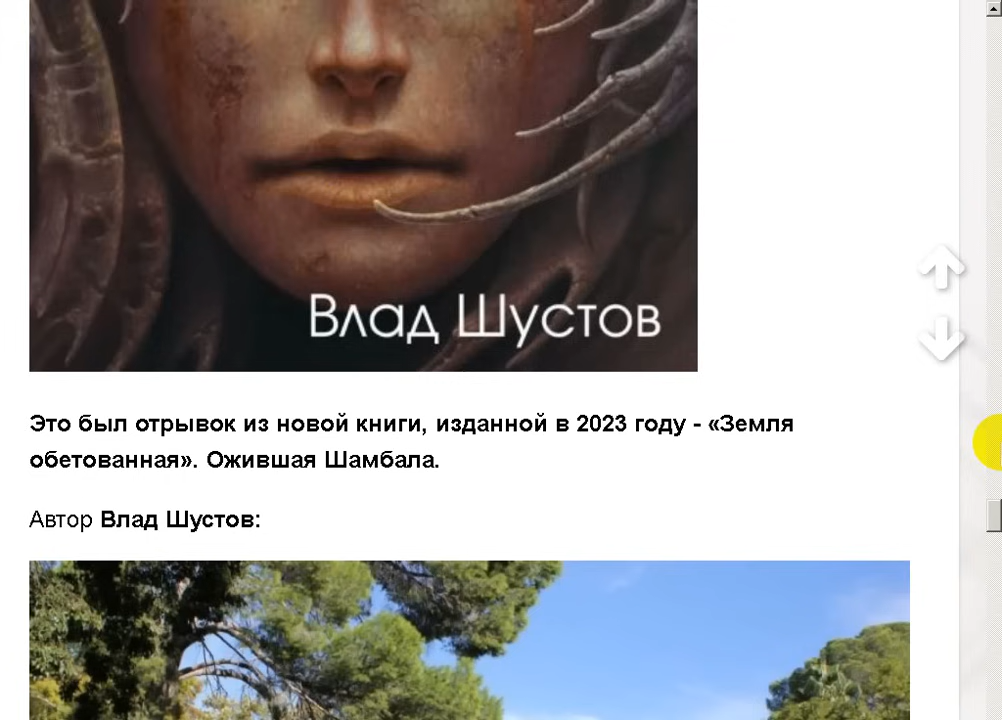 Влад Шустов
Это был отрывок из новой книги, изданной в 2023 году - «Земля
обетованная». Ожившая Шамбала.
Автор Влад Шустов: